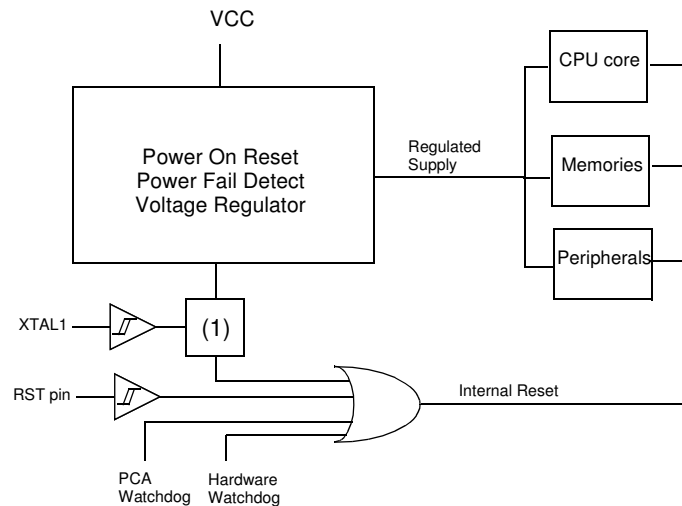 VCC
CPU core
Power On Reset
Power Fail Detect
Voltage Regulator
Regulated
Supply
Memories
Peripherals
XTAL1
(1)
RST pin
Internal Reset
PCA
Watchdog
Hardware
Watchdog